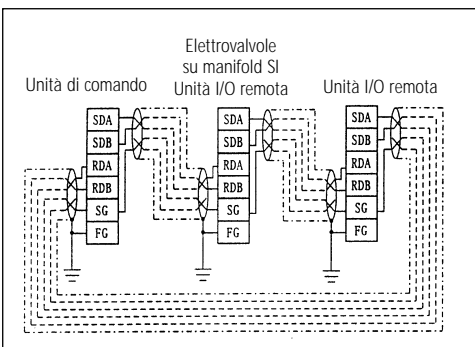 Elettrovalvole
su manifold SI
Unità di comando
Unità I/O remota
Unità I/O remota
SDA
SDB
RDA
RDB
SG
FG
SDA
SDB
RDA
RDB
SG
FG
SDA
SDB
RDA
RDB
SG
FG